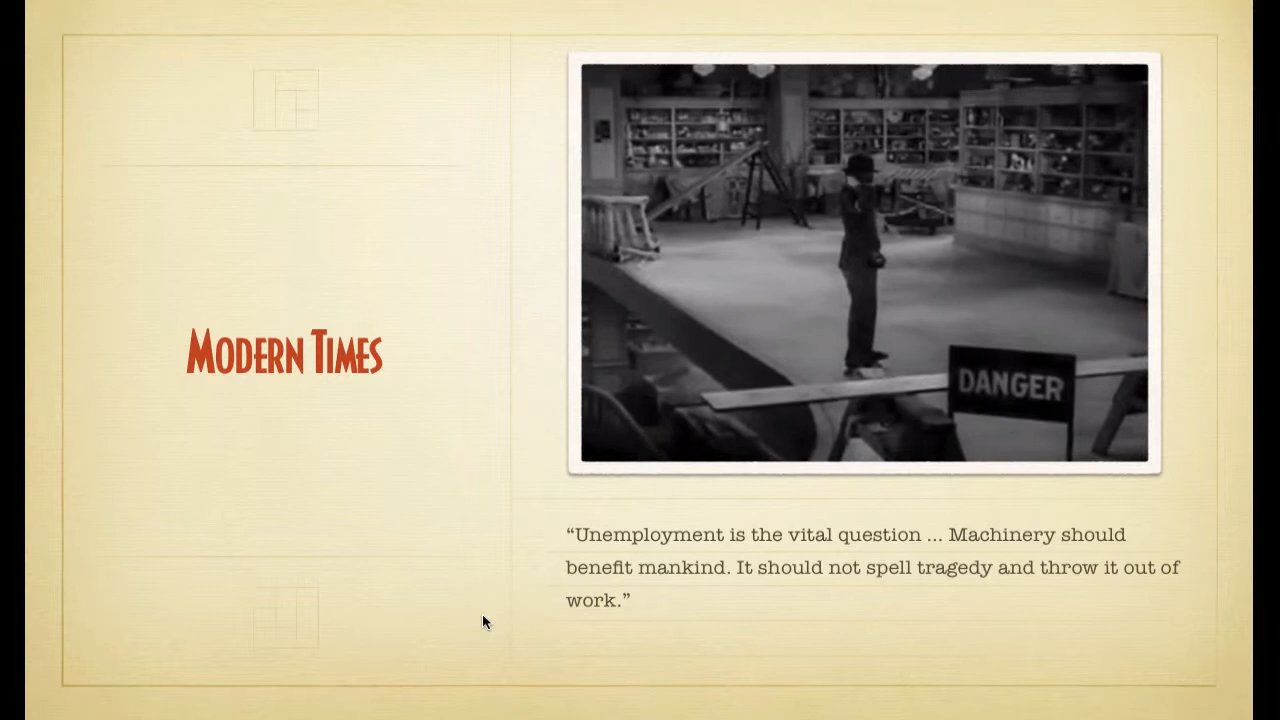 Modern Times
DANGER
“Unemployment is the vital question ... Machinery should
benefit mankind. It should not spell tragedy and throw it out of
work.”